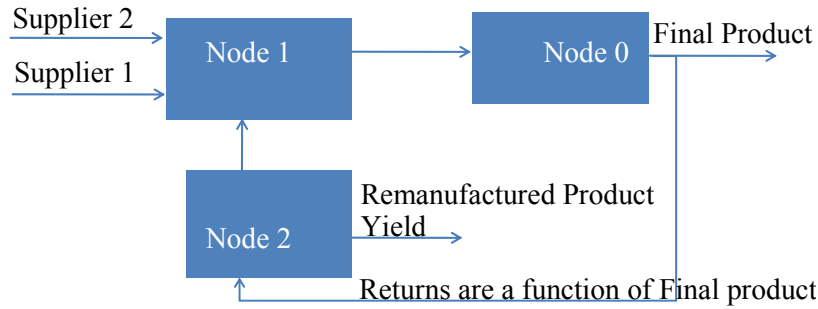 Supplier 2
Supplier 1
Node 1
Node 0
Final Product
Node 2
Remanufactured Product
Yield
Returns are a function of Final product